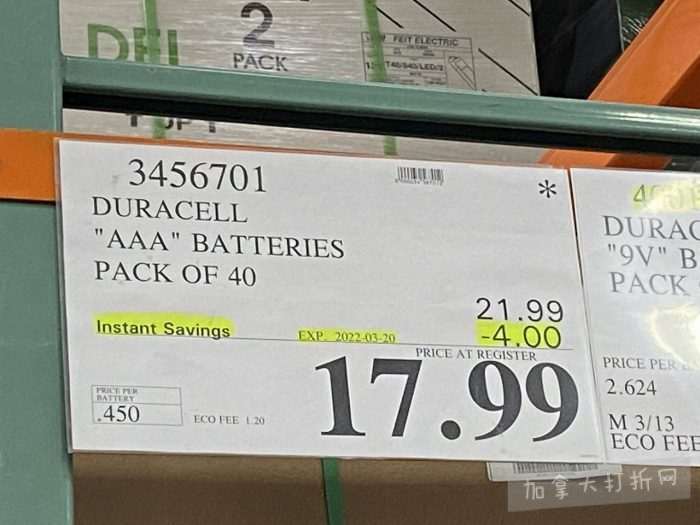 2
PACK
FEIT ELECTRIC
3456701
*
DURACELL
"AAA" BATTERIES
PACK OF 40
21.99
Instant Savings
EXP. 2022-03-20
-4.00
PRICE AT REGISTER
17.99
PRICE PER
BATTERY
.450
ECO FEE 1.20
DURAC
"9V" B
PACK
PRICE PER
2.624
M 3/13
ECO FEE
加拿大打折网